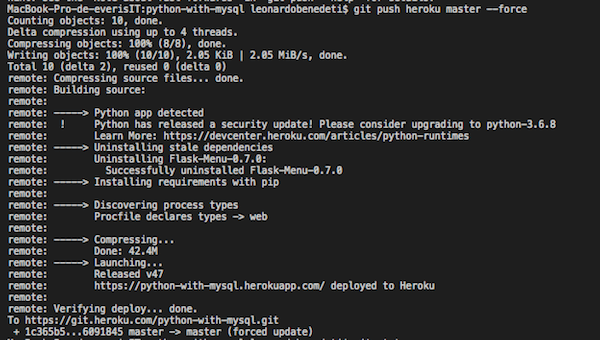 MacBook-Pro-de-everisIT:python-with-mysql leonardobenedeti$ git push heroku master --force
Counting objects: 10, done.
Delta compression using up to 4 threads.
Compressing objects: 100% (8/8), done.
Writing objects: 100% (10/10), 2.05 KiB | 2.05 MiB/s, done.
Total 10 (delta 2), reused 0 (delta 0)
remote: Compressing source files... done.
remote: Building source:
remote:
remote: -----> Python app detected
remote:  !     Python has released a security update! Please consider upgrading to python-3.6.8
remote:        Learn More: https://devcenter.heroku.com/articles/python-runtimes
remote: -----> Uninstalling stale dependencies
remote:        Uninstalling Flask-Menu-0.7.0:
remote:          Successfully uninstalled Flask-Menu-0.7.0
remote: -----> Installing requirements with pip
remote:
remote: -----> Discovering process types
remote:        Procfile declares types -> web
remote:
remote: -----> Compressing...
remote:        Done: 42.4M
remote: -----> Launching...
remote:        Released v47
remote:        https://python-with-mysql.herokuapp.com/ deployed to Heroku
remote:
remote: Verifying deploy... done.
To https://git.heroku.com/python-with-mysql.git
 + 1c365b5...6091845 master -> master (forced update)